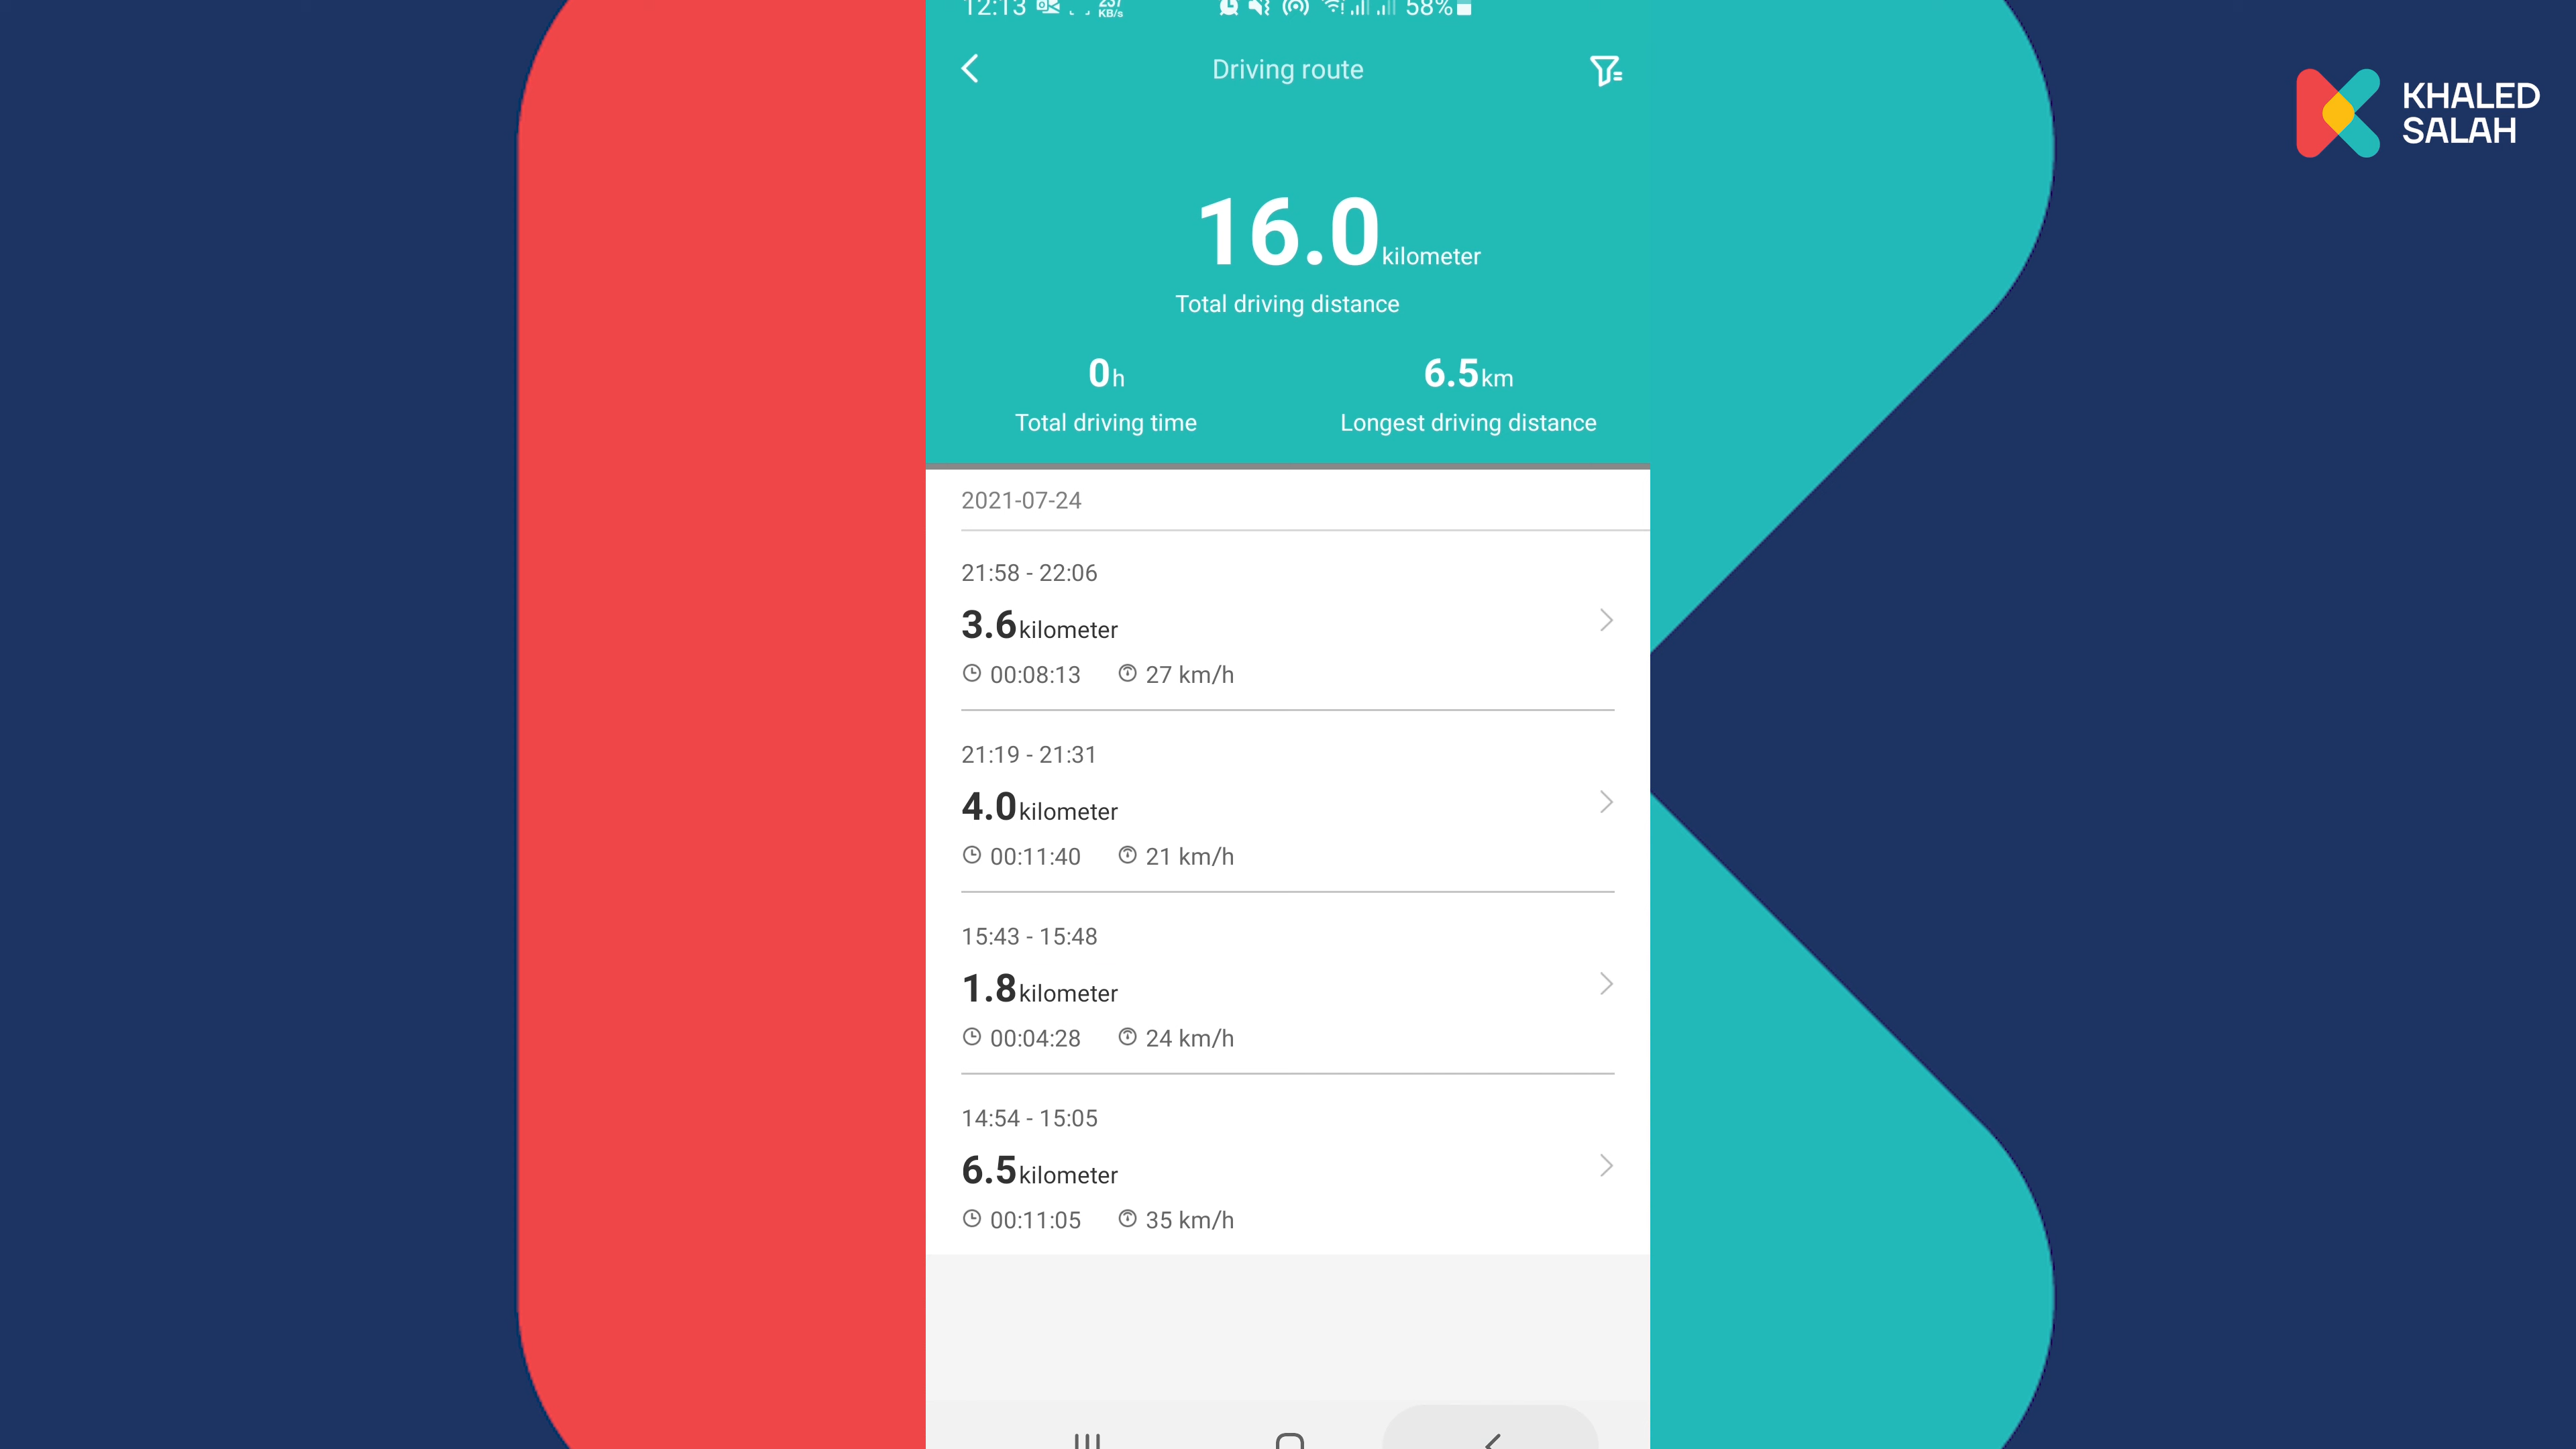 12:13 237 KB/s 58%
Driving route
KHALED
SALAH
16.0kilometer
Total driving distance
0h 6.5km
Total driving time Longest driving distance
2021-07-24
21:58 - 22:06
3.6kilometer
00:08:13 27 km/h
21:19 - 21:31
4.0kilometer
00:11:40 21 km/h
15:43 - 15:48
1.8kilometer
00:04:28 24 km/h
14:54 - 15:05
6.5kilometer
00:11:05 35 km/h